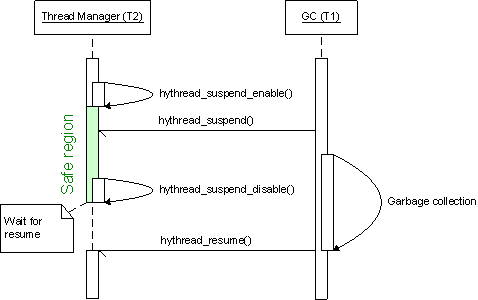 Thread Manager (T2)
GC (T1)
hythread_suspend_enable()
hythread_suspend()
Safe region
hythread_suspend_disable()
Garbage collection
Wait for
resume
hythread_resume()